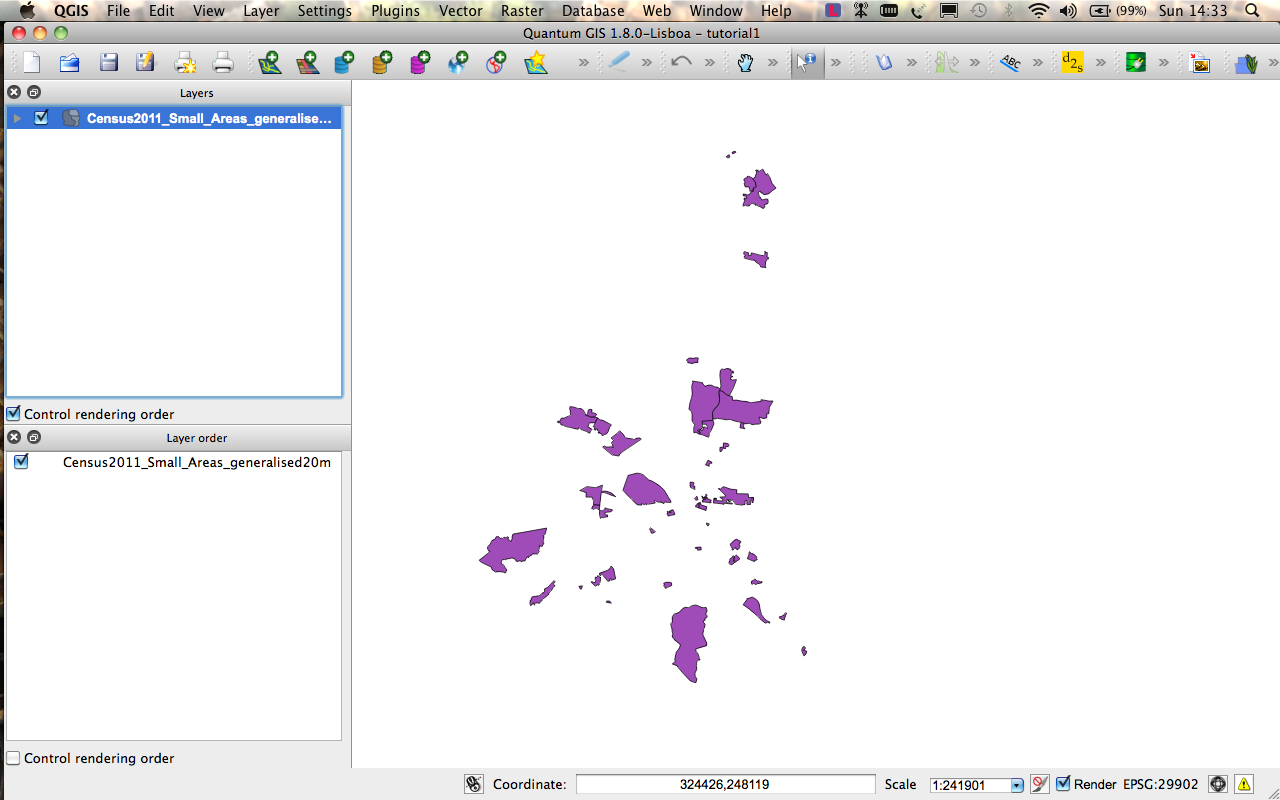 QGIS File Edit View Layer Settings Plugins Vector Raster Database Web Window Help L (99%) Sun 14:33
Quantum GIS 1.8.0-Lisboa - tutorial1
ABC d2s
Layers
Census2011_Small_Areas_generalise...
Control rendering order
Layer order
Census2011_Small_Areas_generalised20m
Control rendering order
Coordinate: 324426,248119 Scale 1:241901 Render EPSG:29902